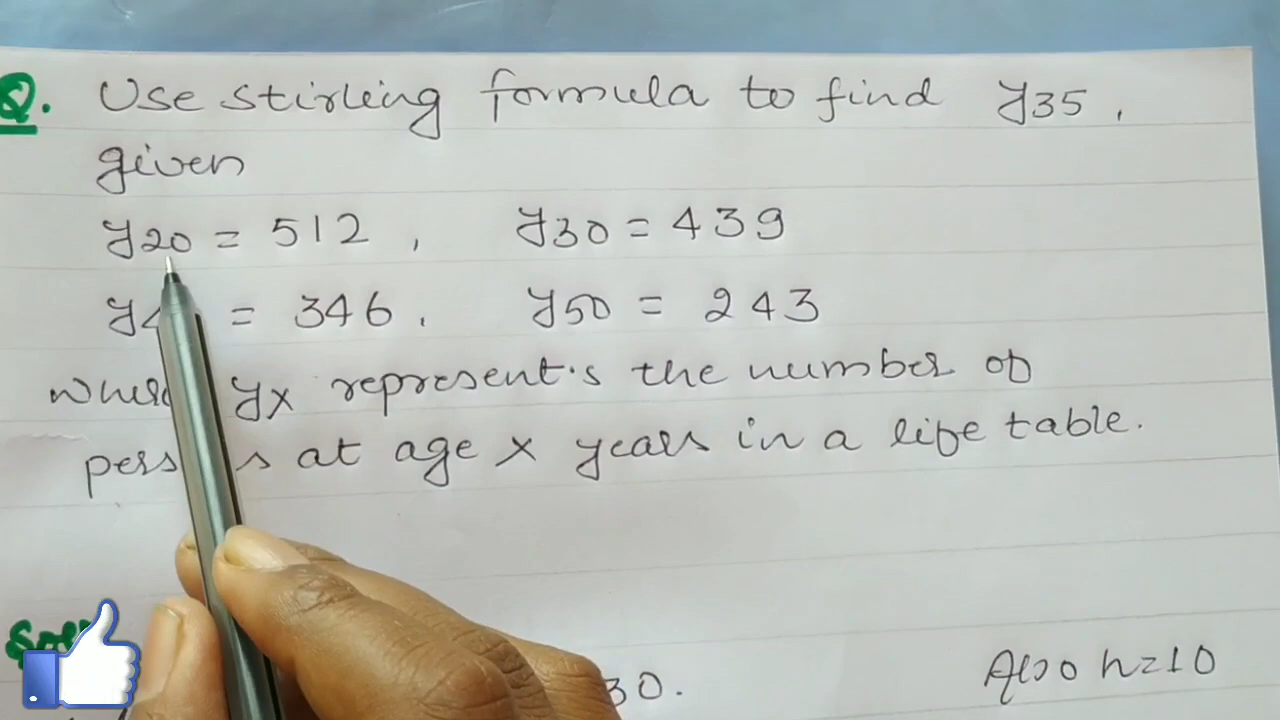 Q. Use stirling formula to find y35,
given
y20 = 512, y30 = 439
= 346. y50 = 243
yx represent's the number of
at age x years in a life table.
30. Also h=10